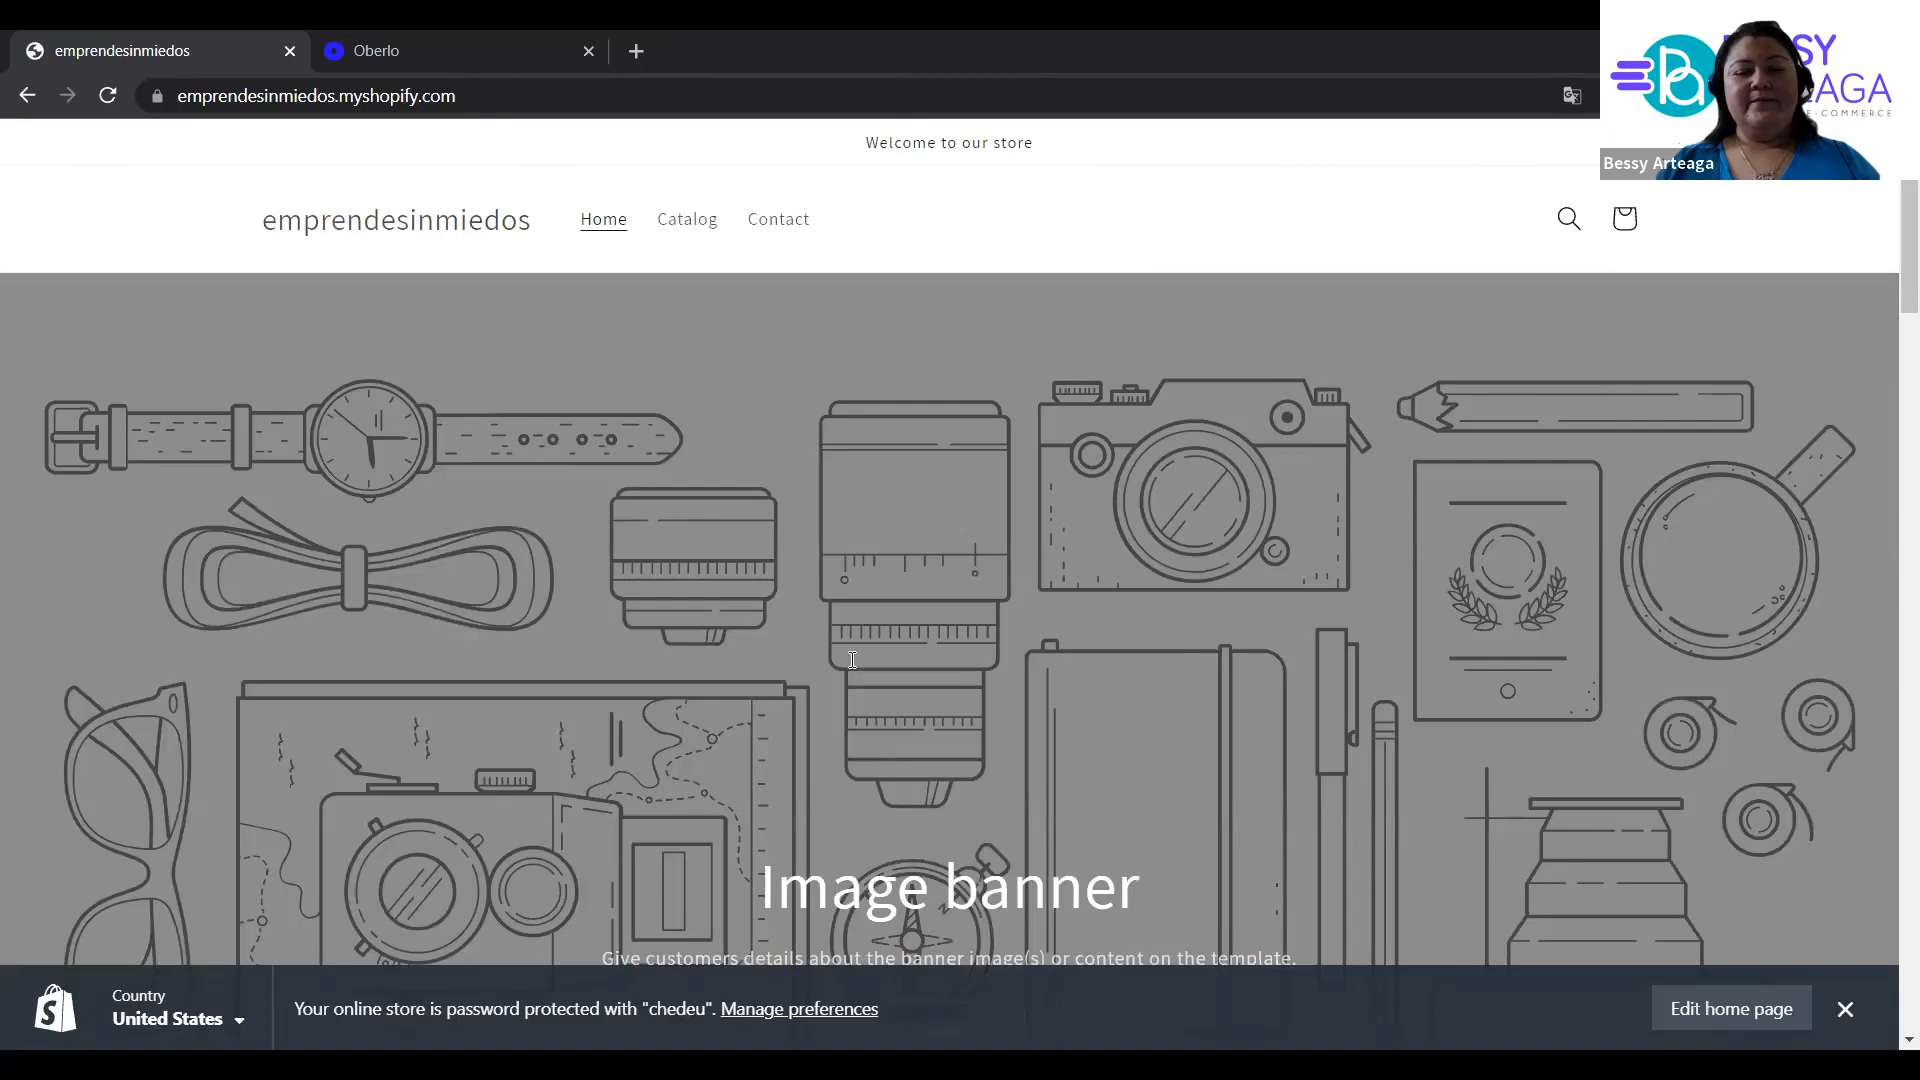 emprendesinmiedos
Oberlo
emprendesinmiedos.myshopify.com
SY
AGA
E-COMMERCE
Bessy Arteaga
Welcome to our store
emprendesinmiedos
Home
Catalog
Contact
Image banner
Give customers details about the banner image(s) or content on the template.
Country
United States
Your online store is password protected with "chedeu". Manage preferences
Edit home page